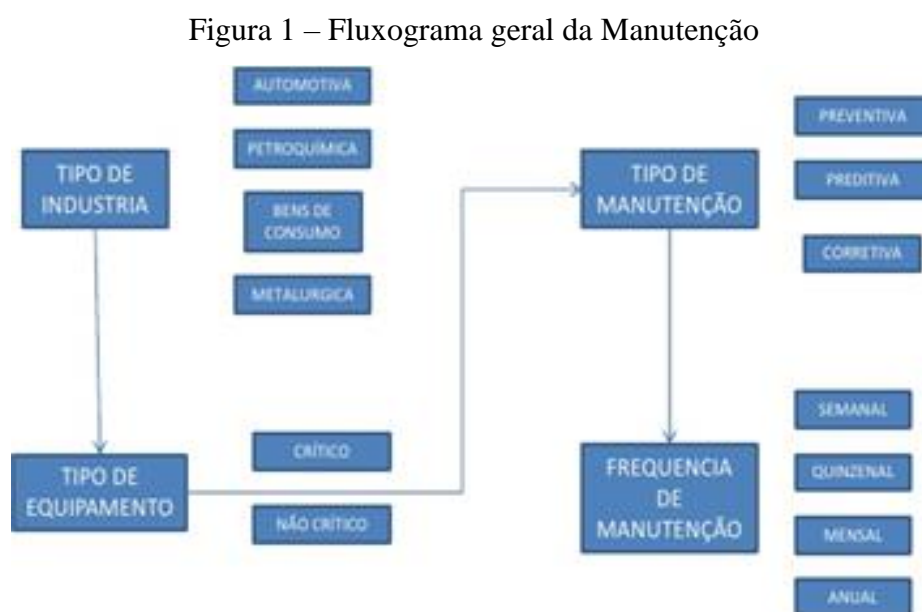 Figura 1 – Fluxograma geral da Manutenção
TIPO DE
INDUSTRIA
AUTOMOTIVA
PETROQUÍMICA
BENS DE
CONSUMO
METALURGICA
TIPO DE
EQUIPAMENTO
CRÍTICO
NÃO CRÍTICO
TIPO DE
MANUTENÇÃO
PREVENTIVA
PREDITIVA
CORRETIVA
FREQUENCIA
DE
MANUTENÇÃO
SEMANAL
QUINZENAL
MENSAL
ANUAL